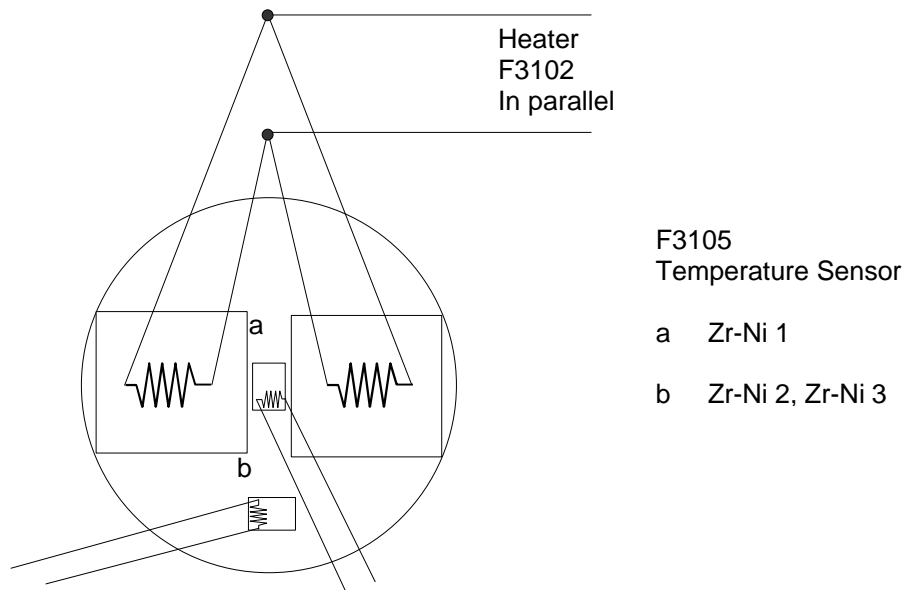 Heater
F3102
In parallel
F3105
Temperature Sensor
a
a Zr-Ni 1
b Zr-Ni 2, Zr-Ni 3
b